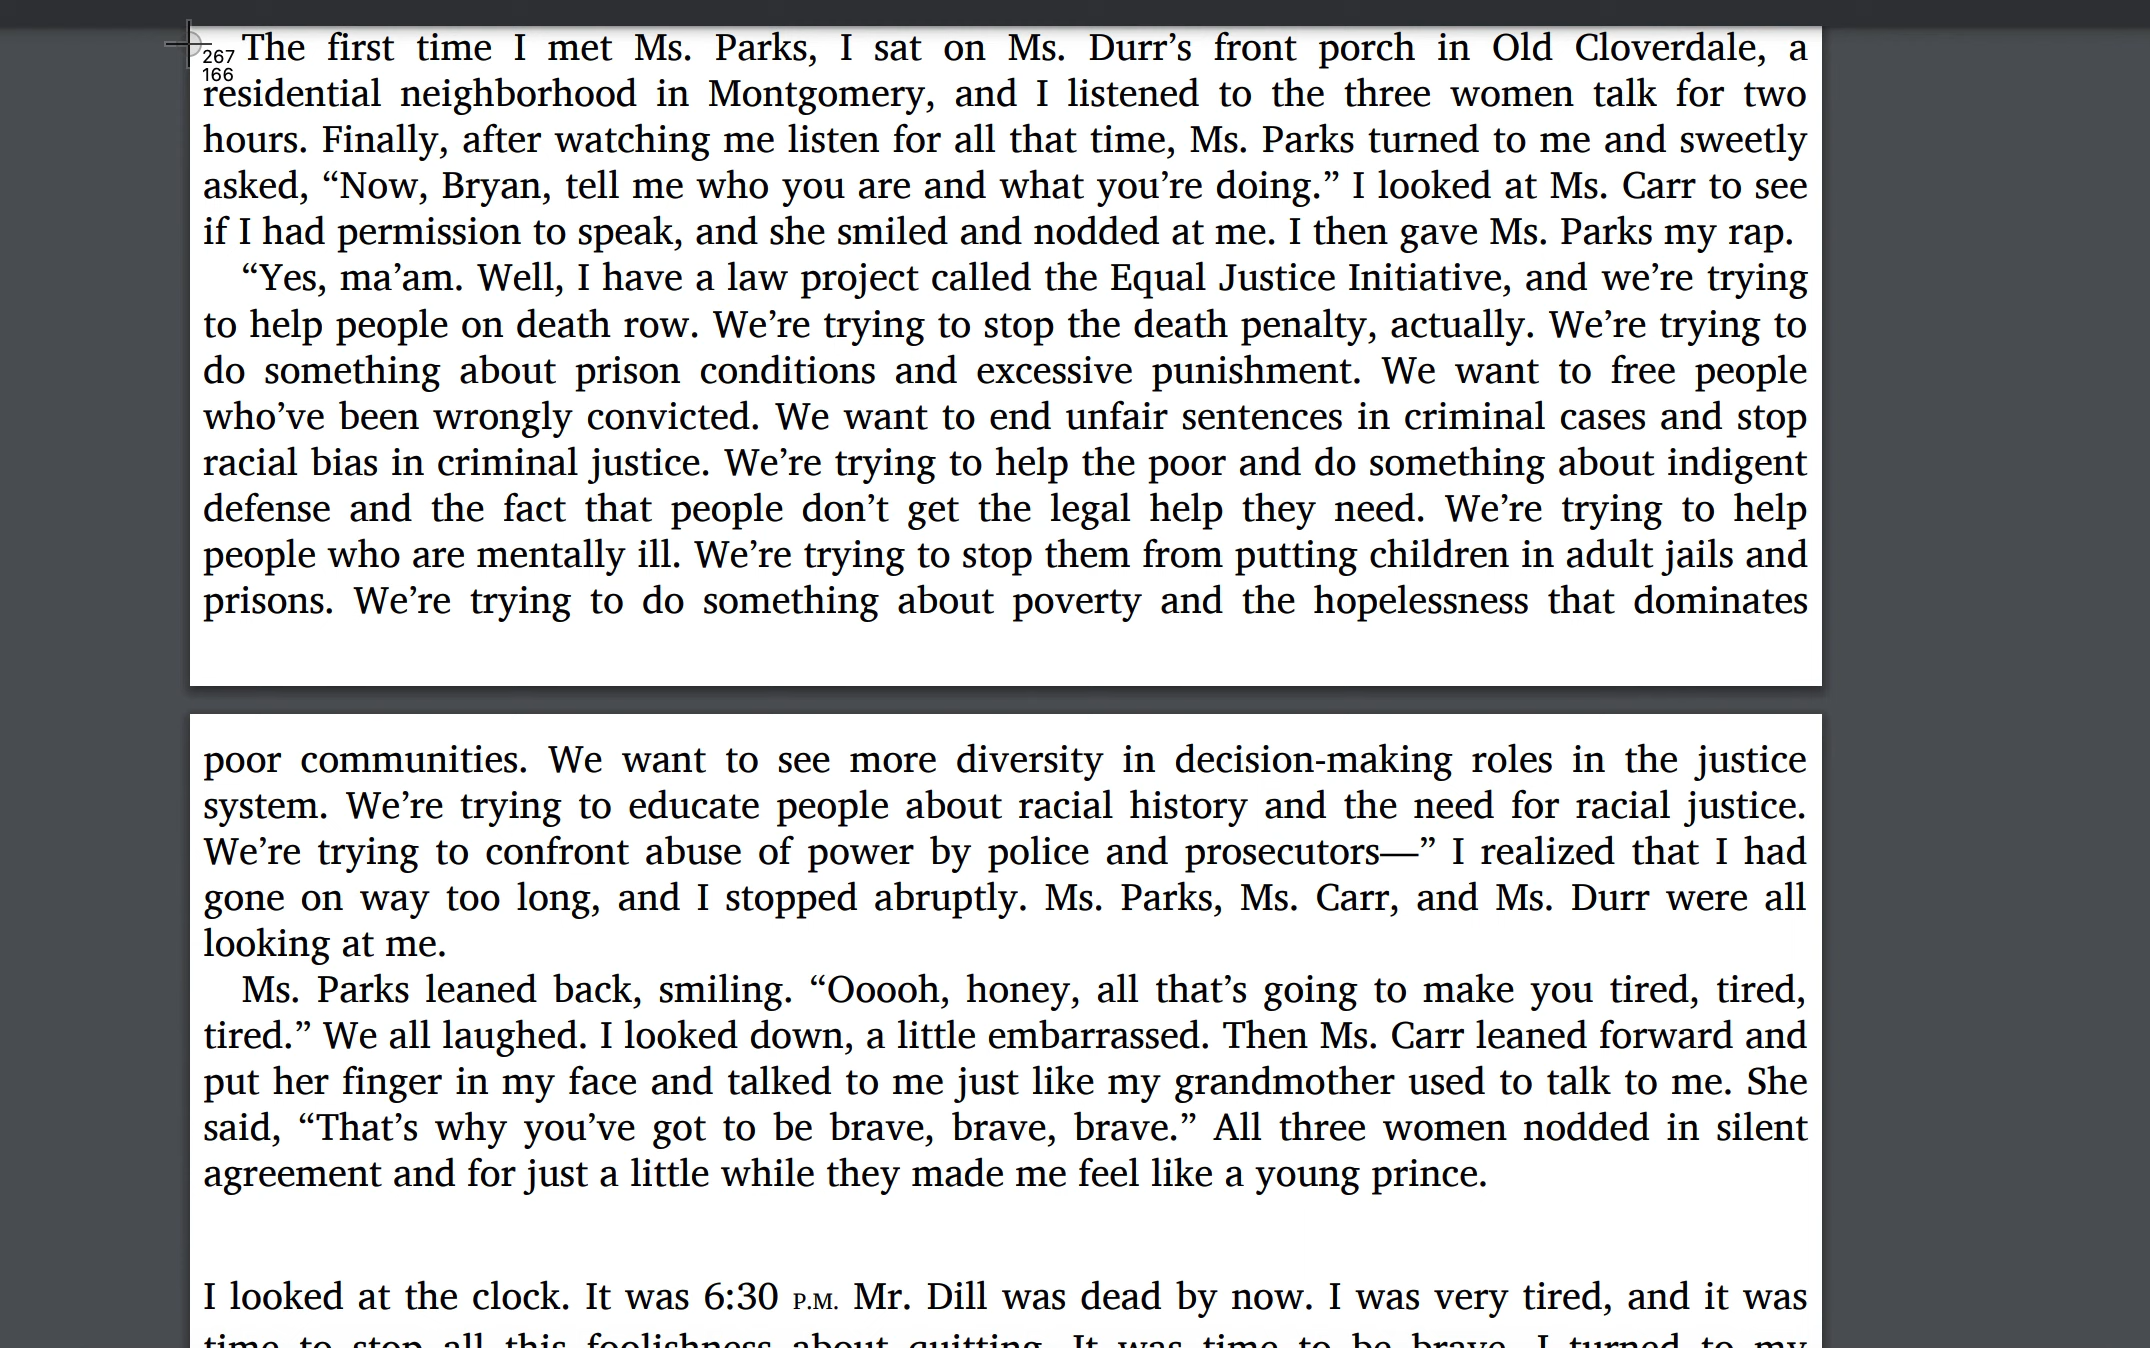 267
166
The first time I met Ms. Parks, I sat on Ms. Durr’s front porch in Old Cloverdale, a
residential neighborhood in Montgomery, and I listened to the three women talk for two
hours. Finally, after watching me listen for all that time, Ms. Parks turned to me and sweetly
asked, “Now, Bryan, tell me who you are and what you’re doing.” I looked at Ms. Carr to see
if I had permission to speak, and she smiled and nodded at me. I then gave Ms. Parks my rap.
“Yes, ma’am. Well, I have a law project called the Equal Justice Initiative, and we’re trying
to help people on death row. We’re trying to stop the death penalty, actually. We’re trying to
do something about prison conditions and excessive punishment. We want to free people
who’ve been wrongly convicted. We want to end unfair sentences in criminal cases and stop
racial bias in criminal justice. We’re trying to help the poor and do something about indigent
defense and the fact that people don’t get the legal help they need. We’re trying to help
people who are mentally ill. We’re trying to stop them from putting children in adult jails and
prisons. We’re trying to do something about poverty and the hopelessness that dominates
poor communities. We want to see more diversity in decision-making roles in the justice
system. We’re trying to educate people about racial history and the need for racial justice.
We’re trying to confront abuse of power by police and prosecutors—” I realized that I had
gone on way too long, and I stopped abruptly. Ms. Parks, Ms. Carr, and Ms. Durr were all
looking at me.
Ms. Parks leaned back, smiling. “Ooooh, honey, all that’s going to make you tired, tired,
tired.” We all laughed. I looked down, a little embarrassed. Then Ms. Carr leaned forward and
put her finger in my face and talked to me just like my grandmother used to talk to me. She
said, “That’s why you’ve got to be brave, brave, brave.” All three women nodded in silent
agreement and for just a little while they made me feel like a young prince.
I looked at the clock. It was 6:30 P.M. Mr. Dill was dead by now. I was very tired, and it was
time to stop all this foolishness about quitting. It was time to be brave. I turned to my